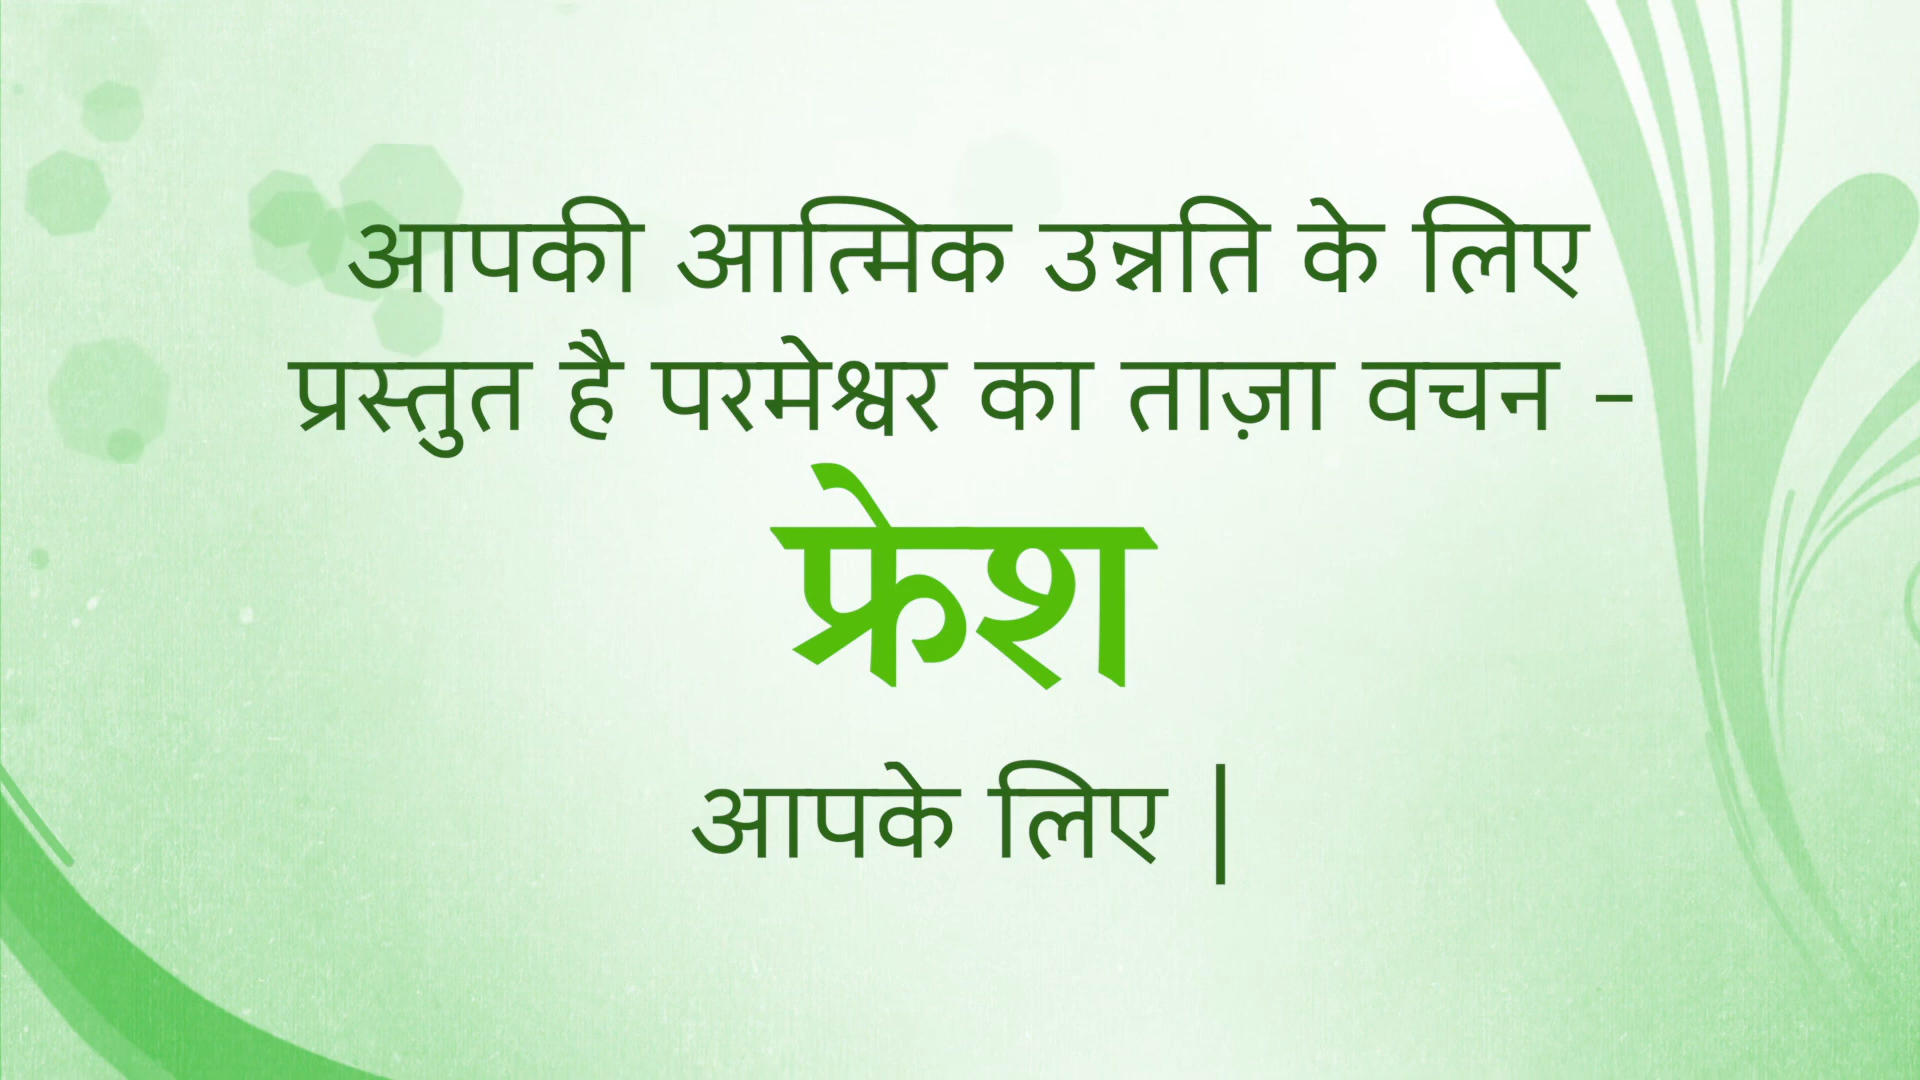 आपकी आत्मिक उन्नति के लिए
प्रस्तुत है परमेश्वर का ताज़ा वचन -
फ्रेश
आपके लिए |